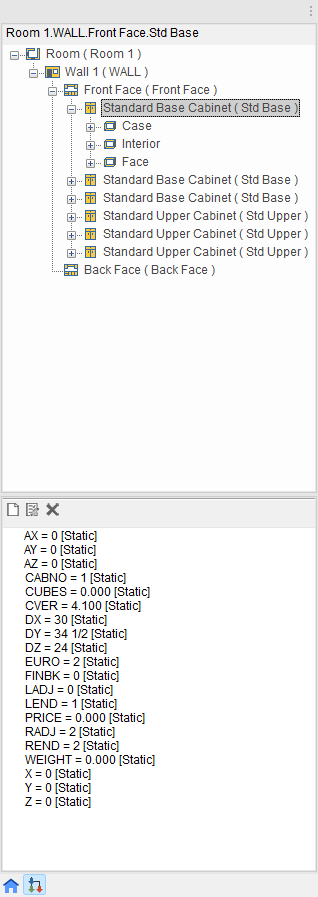 Room 1.WALL.Front Face.Std Base
Room ( Room 1 )
Wall 1 ( WALL )
Front Face ( Front Face )
Standard Base Cabinet ( Std Base )
Case
Interior
Face
Standard Base Cabinet ( Std Base )
Standard Base Cabinet ( Std Base )
Standard Upper Cabinet ( Std Upper )
Standard Upper Cabinet ( Std Upper )
Standard Upper Cabinet ( Std Upper )
Back Face ( Back Face )
AX = 0 [Static]
AY = 0 [Static]
AZ = 0 [Static]
CABNO = 1 [Static]
CUBES = 0.000 [Static]
CVER = 4.100 [Static]
DX = 30 [Static]
DY = 34 1/2 [Static]
DZ = 24 [Static]
EURO = 2 [Static]
FINBK = 0 [Static]
LADJ = 0 [Static]
LEND = 1 [Static]
PRICE = 0.000 [Static]
RADJ = 2 [Static]
REND = 2 [Static]
WEIGHT = 0.000 [Static]
X = 0 [Static]
Y = 0 [Static]
Z = 0 [Static]